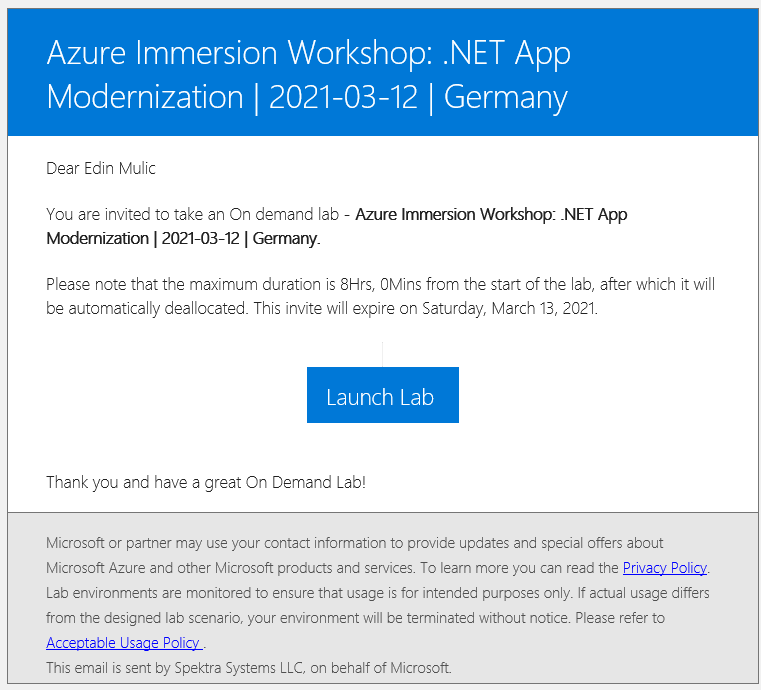 Azure Immersion Workshop: .NET App
Modernization | 2021-03-12 | Germany
Dear Edin Mulic
You are invited to take an On demand lab - Azure Immersion Workshop: .NET App
Modernization | 2021-03-12 | Germany.
Please note that the maximum duration is 8Hrs, 0Mins from the start of the lab, after which it will
be automatically deallocated. This invite will expire on Saturday, March 13, 2021.
Launch Lab
Thank you and have a great On Demand Lab!
Microsoft or partner may use your contact information to provide updates and special offers about
Microsoft Azure and other Microsoft products and services. To learn more you can read the Privacy Policy.
Lab environments are monitored to ensure that usage is for intended purposes only. If actual usage differs
from the designed lab scenario, your environment will be terminated without notice. Please refer to
Acceptable Usage Policy .
This email is sent by Spektra Systems LLC, on behalf of Microsoft.